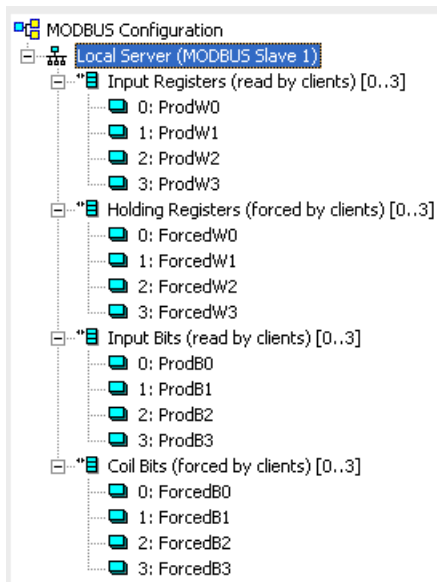 MODBUS Configuration
Local Server (MODBUS Slave 1)
Input Registers (read by clients) [0..3]
0: ProdW0
1: ProdW1
2: ProdW2
3: ProdW3
Holding Registers (forced by clients) [0..3]
0: ForcedW0
1: ForcedW1
2: ForcedW2
3: ForcedW3
Input Bits (read by clients) [0..3]
0: ProdB0
1: ProdB1
2: ProdB2
3: ProdB3
Coil Bits (forced by clients) [0..3]
0: ForcedB0
1: ForcedB1
2: ForcedB2
3: ForcedB3